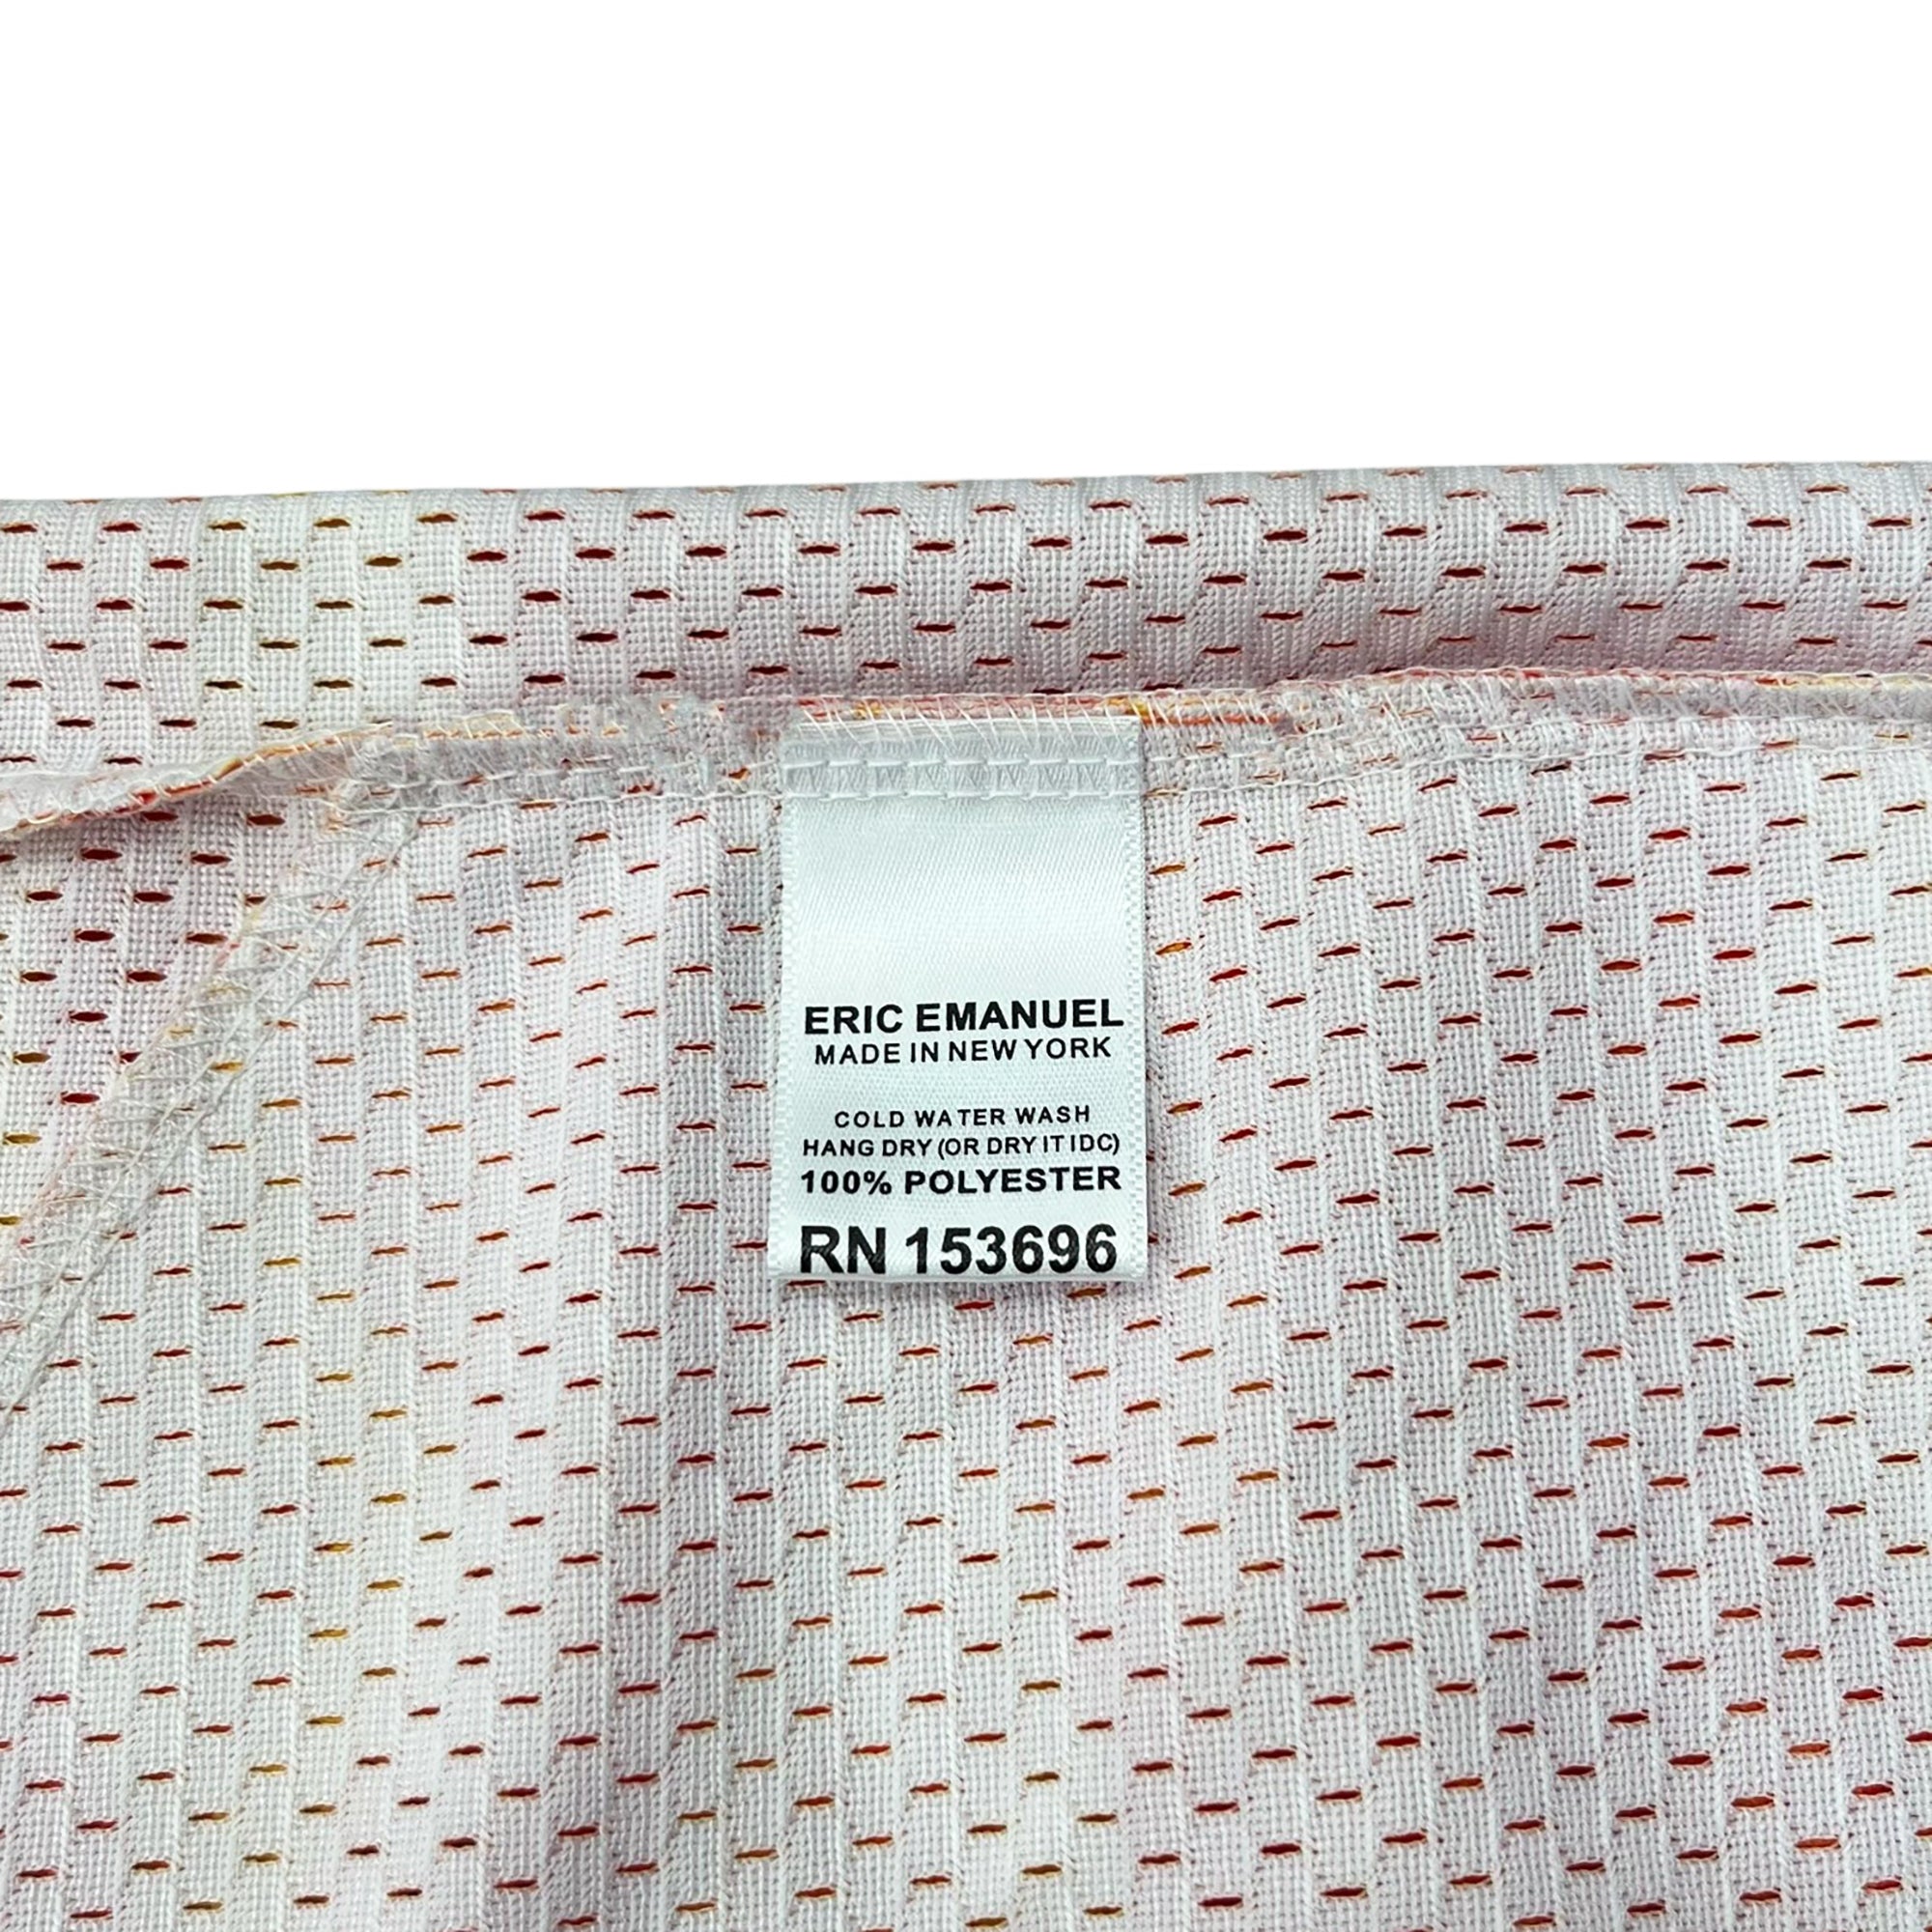 ERIC EMANUEL
MADE IN NEW YORK
COLD WATER WASH
HANG DRY (OR DRY IT IDC)
100% POLYESTER
RN 153696